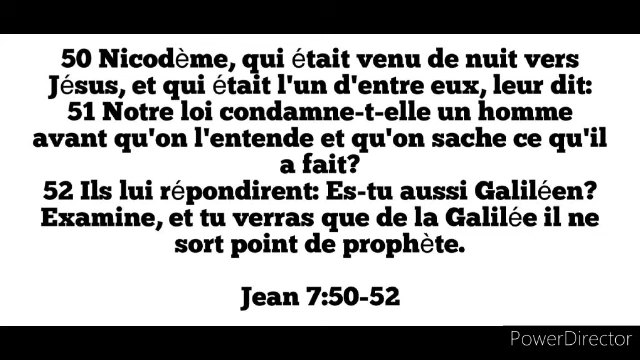 50 Nicodème, qui était venu de nuit vers
Jésus, et qui était l'un d'entre eux, leur dit:
51 Notre loi condamne-t-elle un homme
avant qu'on l'entende et qu'on sache ce qu'il
a fait?
52 Ils lui répondirent: Es-tu aussi Galiléen?
Examine, et tu verras que de la Galilée il ne
sort point de prophète.
Jean 7:50-52
PowerDirector